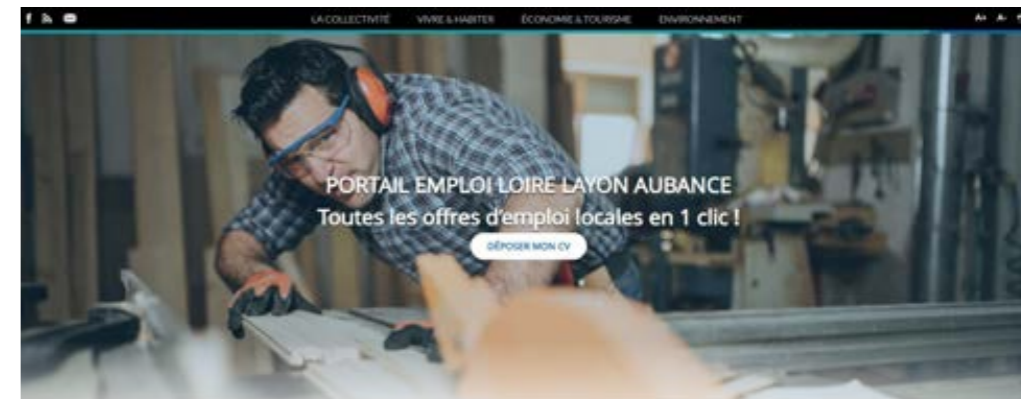 LA COLLECTIVITÉ VIVRE & HABITER ÉCONOMIE & TOURISME ENVIRONNEMENT A+ A-
PORTAIL EMPLOI LOIRE LAYON AUBANCE
Toutes les offres d'emploi locales en 1 clic !
DÉPOSER MON CV